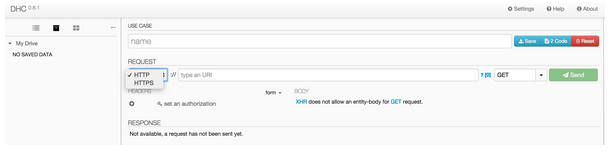 DHC 0.8.1
Settings Help About
My Drive
NO SAVED DATA
USE CASE
name
Save Code Reset
REQUEST
HTTP :// type an URI ? [0] GET Send
HTTPS
HEADERS form BODY
set an authorization XHR does not allow an entity-body for GET request.
RESPONSE
Not available, a request has not been sent yet.